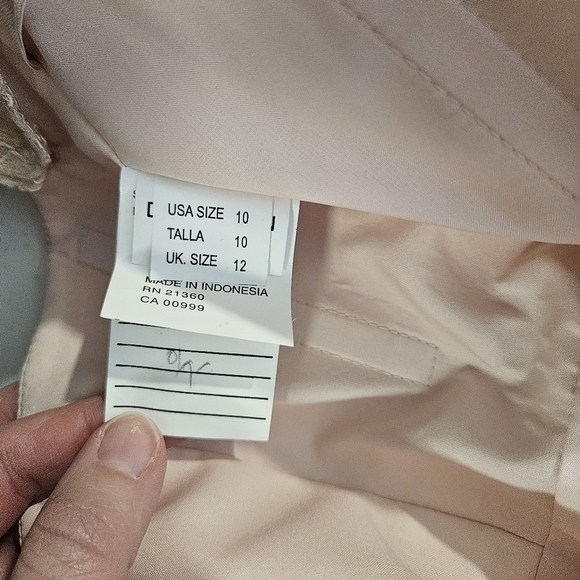 USA SIZE 10
TALLA 10
UK. SIZE 12
MADE IN INDONESIA
RN 21360
CA 00999